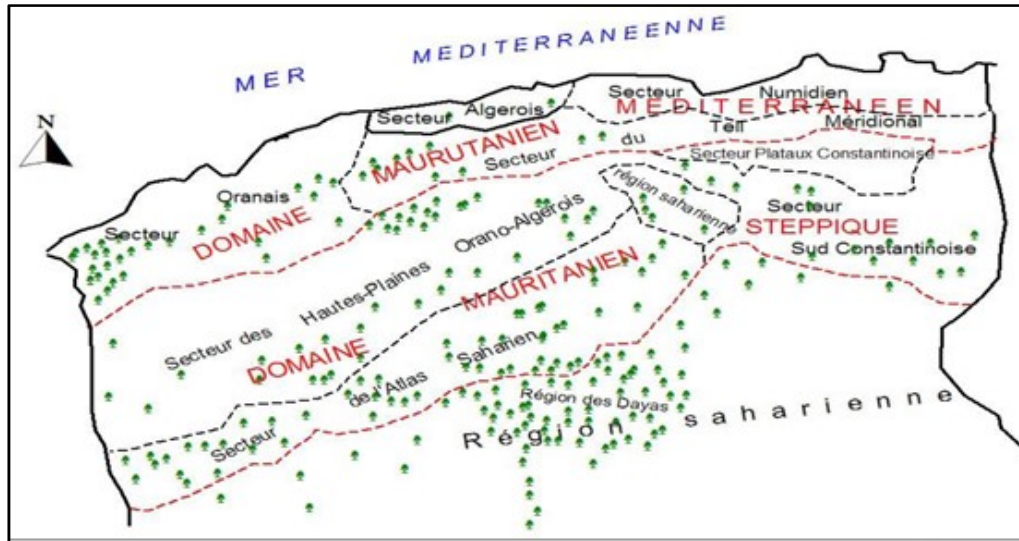 MER MEDITERRANEENNE
N
Secteur Algerois
Secteur Numidien
DOMAINE MAURUTANIEN MEDITERRANEEN
Secteur Oranais
Secteur du Tell Méridional
Secteur Plataux Constantinoise
région saharienne
Secteur
Sud Constantinoise
Secteur des Hautes-Plaines Orano-Algerois
DOMAINE MAURITANIEN STEPPIQUE
Secteur de l'Atlas Saharien
Région des Dayas
Région saharienne